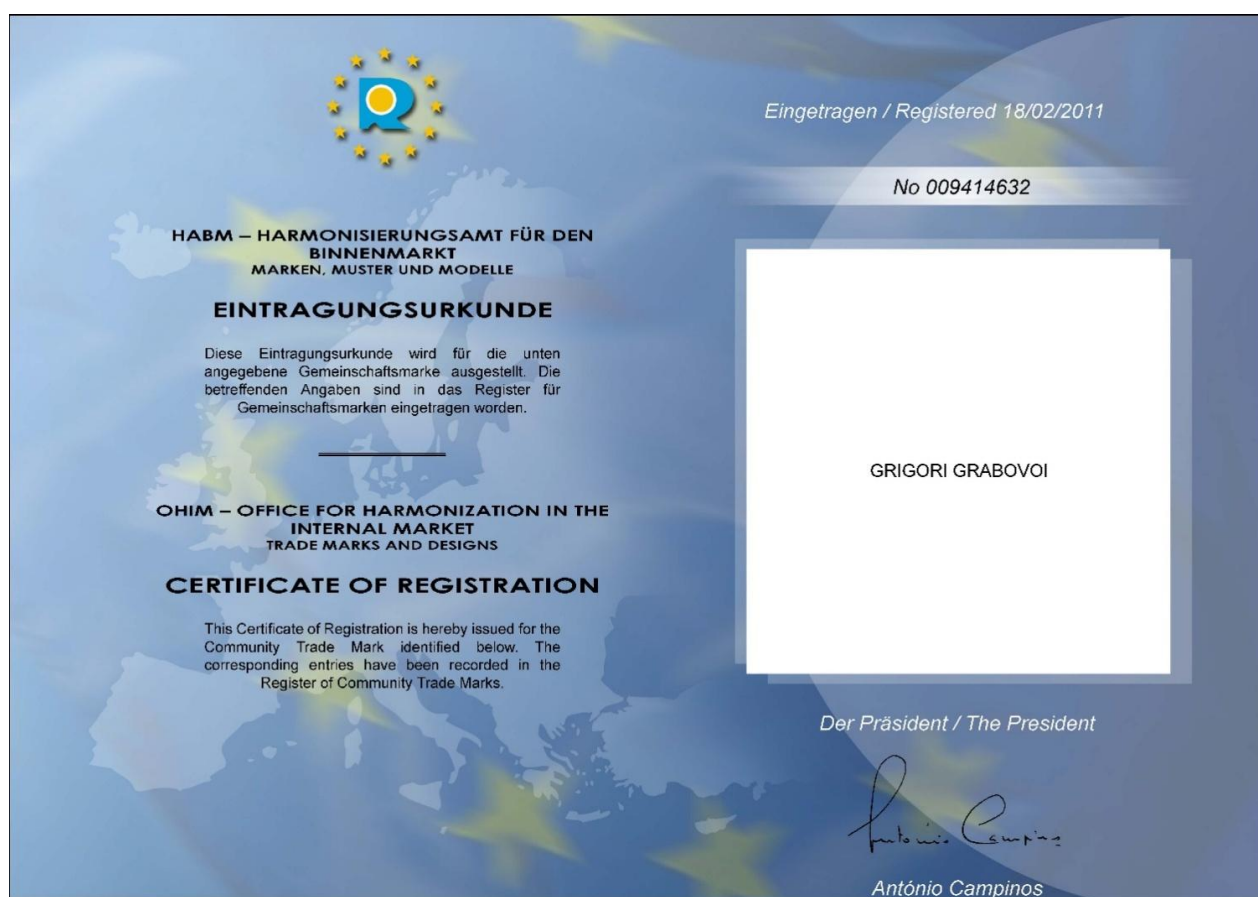 HABM – HARMONISIERUNGSAMT FÜR DEN
BINNENMARKT
MARKEN, MUSTER UND MODELLE
EINTRAGUNGSURKUNDE
Diese Eintragungsurkunde wird für die unten
angegebene Gemeinschaftsmarke ausgestellt. Die
betreffenden Angaben sind in das Register für
Gemeinschaftsmarken eingetragen worden.
OHIM – OFFICE FOR HARMONIZATION IN THE
INTERNAL MARKET
TRADE MARKS AND DESIGNS
CERTIFICATE OF REGISTRATION
This Certificate of Registration is hereby issued for the
Community Trade Mark identified below. The
corresponding entries have been recorded in the
Register of Community Trade Marks.
Eingetragen / Registered 18/02/2011
No 009414632
GRIGORI GRABOVOI
Der Präsident / The President
António Campinos
António Campinos